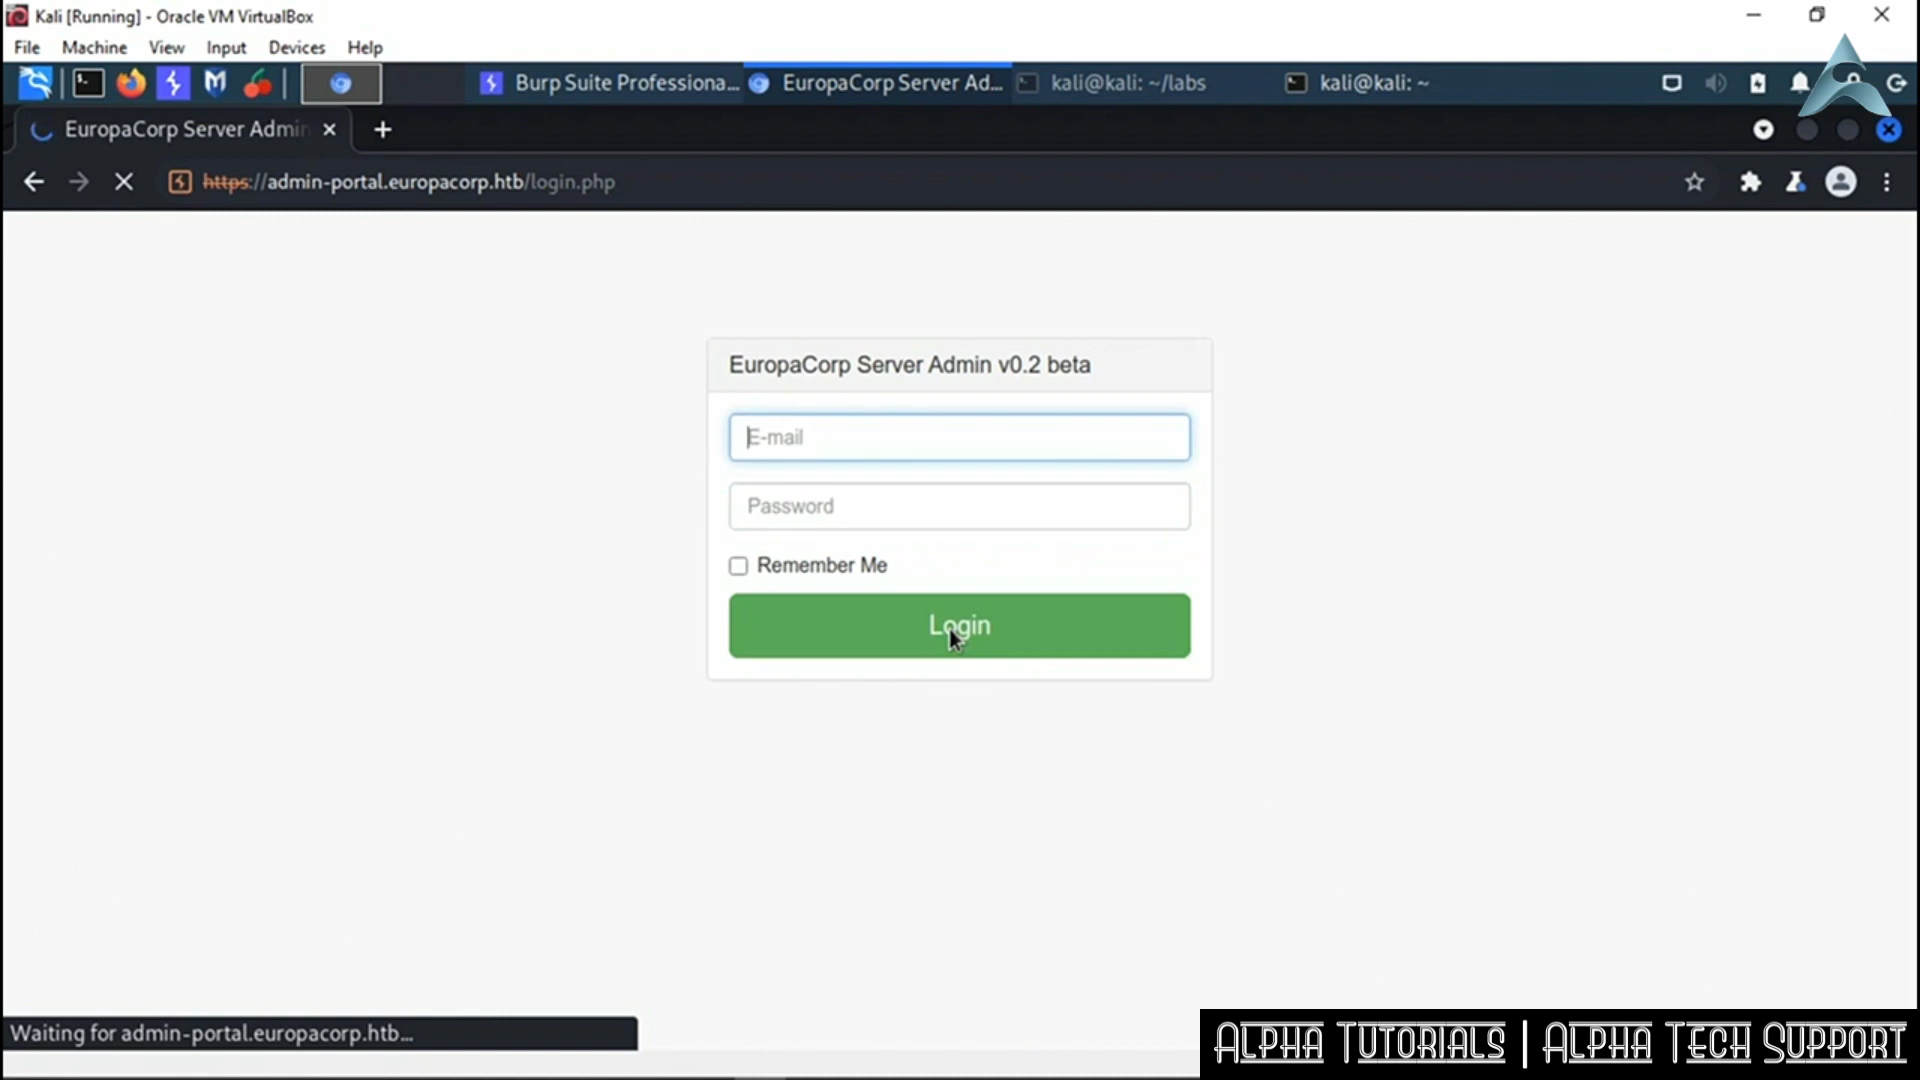 Kali [Running] - Oracle VM VirtualBox
File Machine View Input Devices Help
Burp Suite Professiona... EuropaCorp Server Ad... kali@kali: ~/labs kali@kali: ~
EuropaCorp Server Admin
https://admin-portal.europacorp.htb/login.php
EuropaCorp Server Admin v0.2 beta
E-mail
Password
Remember Me
Login
Waiting for admin-portal.europacorp.htb...
Alpha Tutorials | Alpha Tech Support